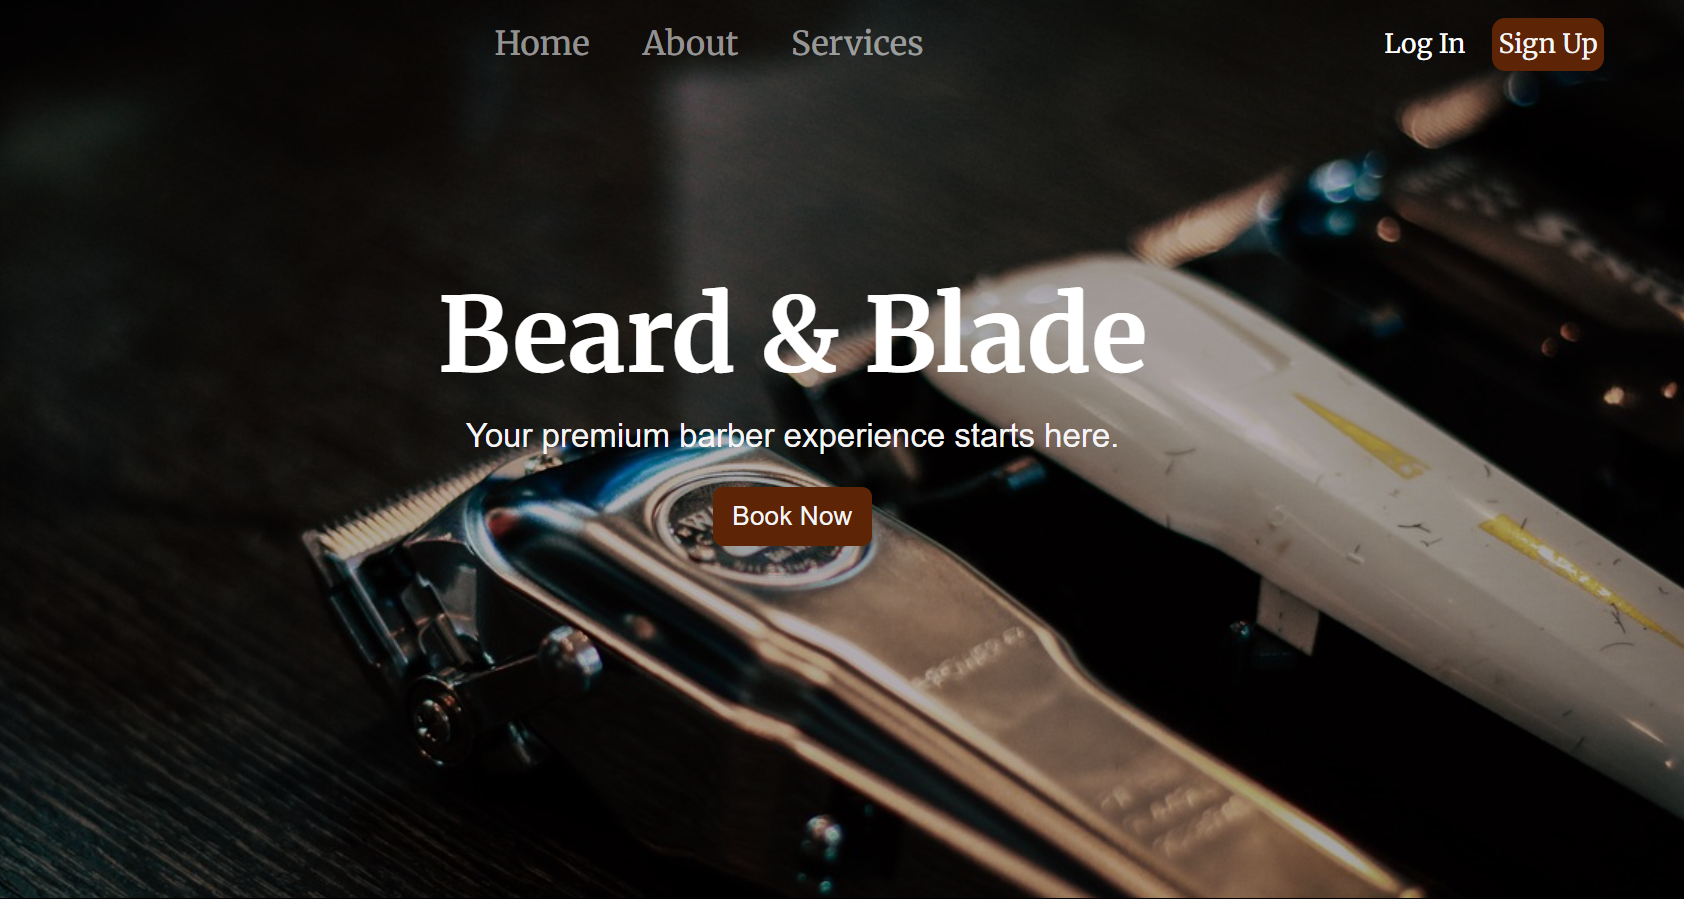 Home About Services Log In Sign Up
Beard & Blade
Your premium barber experience starts here.
Book Now